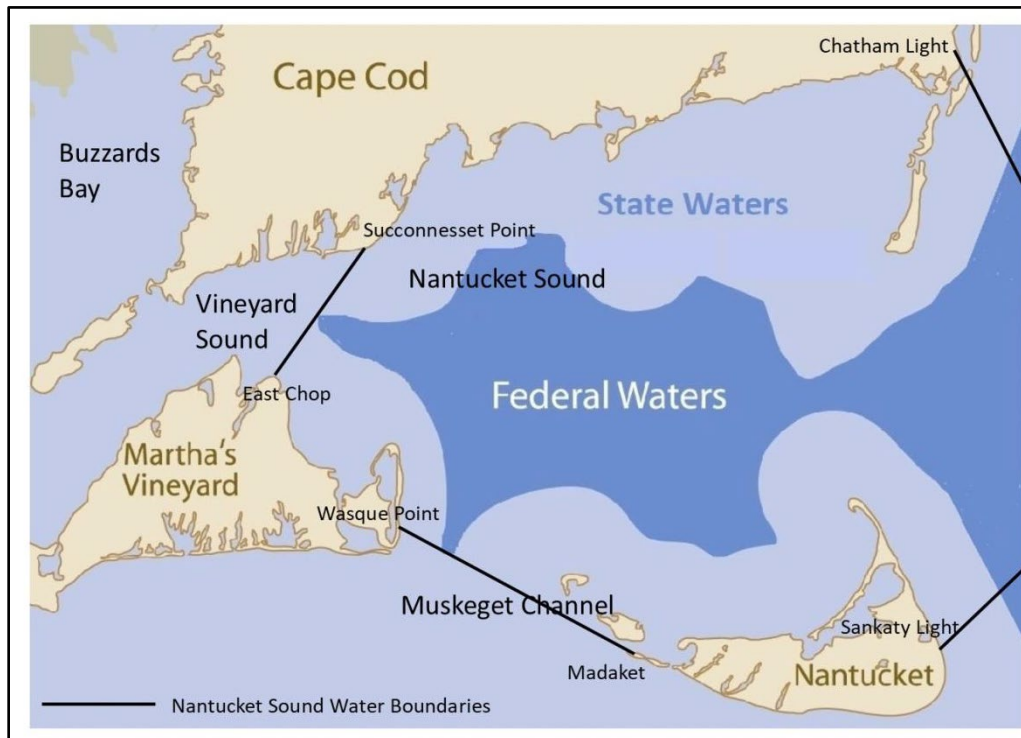 Chatham Light
Cape Cod
Buzzards
Bay
State Waters
Succonnesset Point
Nantucket Sound
Vineyard
Sound
East Chop
Federal Waters
Martha's
Vineyard
Wasque Point
Muskeget Channel
Sankaty Light
Madaket
Nantucket
Nantucket Sound Water Boundaries